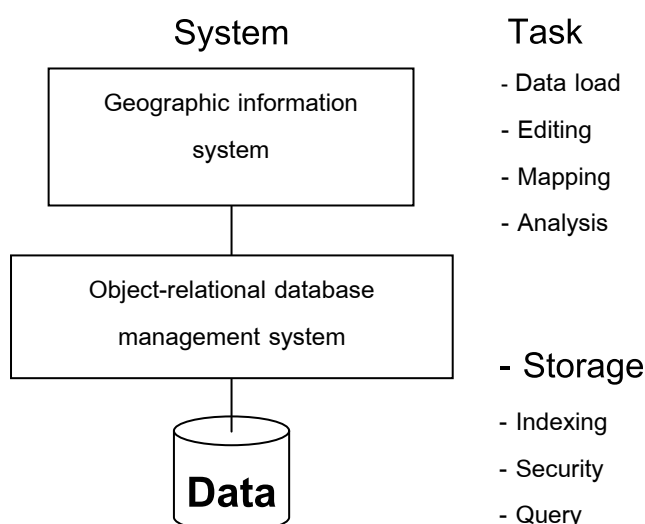 System
Geographic information
system
Object-relational database
management system
Data
Task
- Data load
- Editing
- Mapping
- Analysis
- Storage
- Indexing
- Security
- Query